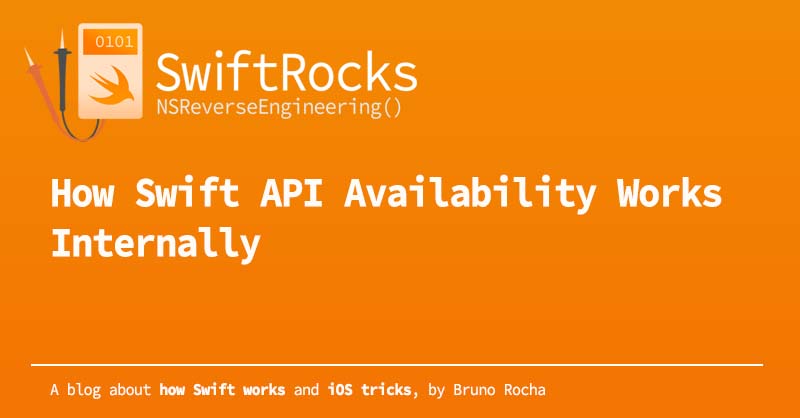 0101
SwiftRocks
NSReverseEngineering()
How Swift API Availability Works
Internally
A blog about how Swift works and iOS tricks, by Bruno Rocha